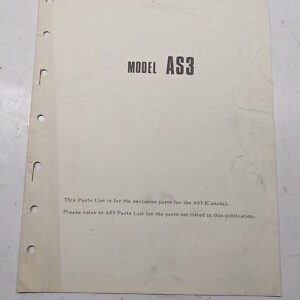 MODEL AS3
This Parts List is for the exclusive parts for the AS3 (Canada).
Please refer to AS3 Parts List for the parts not listed in this publication.